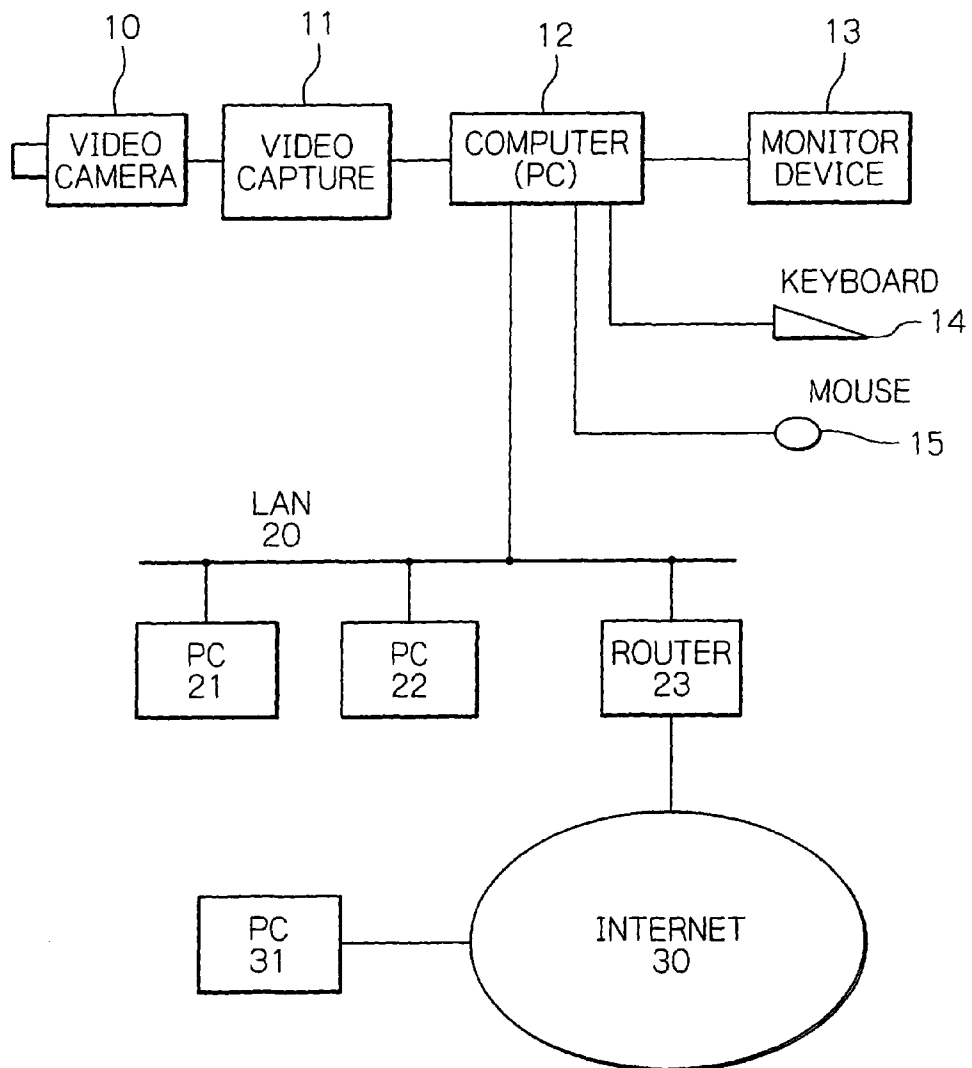 10
11
12
13
VIDEO
CAMERA
VIDEO
CAPTURE
COMPUTER
(PC)
MONITOR
DEVICE
KEYBOARD
14
MOUSE
15
LAN
20
PC
21
PC
22
ROUTER
23
PC
31
INTERNET
30